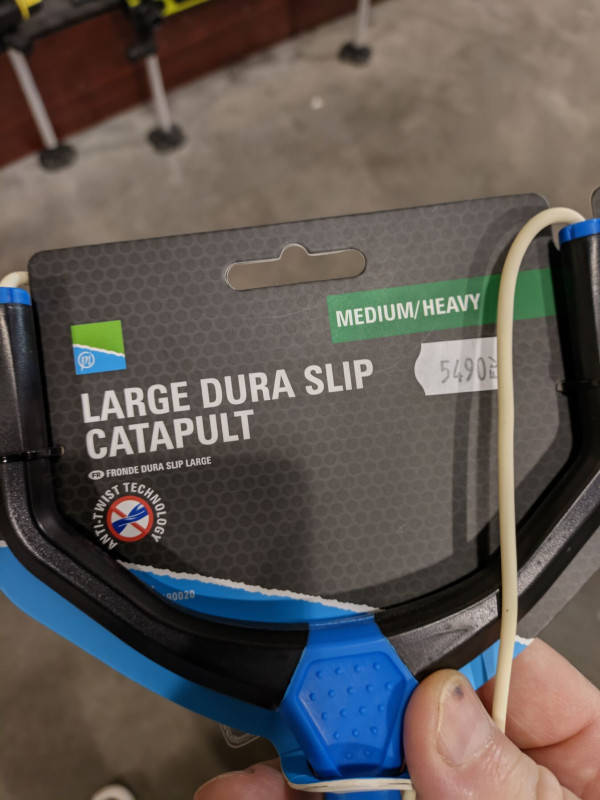 MEDIUM/HEAVY
5490
LARGE DURA SLIP
CATAPULT
FR FRONDE DURA SLIP LARGE
ANTI-TWIST TECHNOLOGY